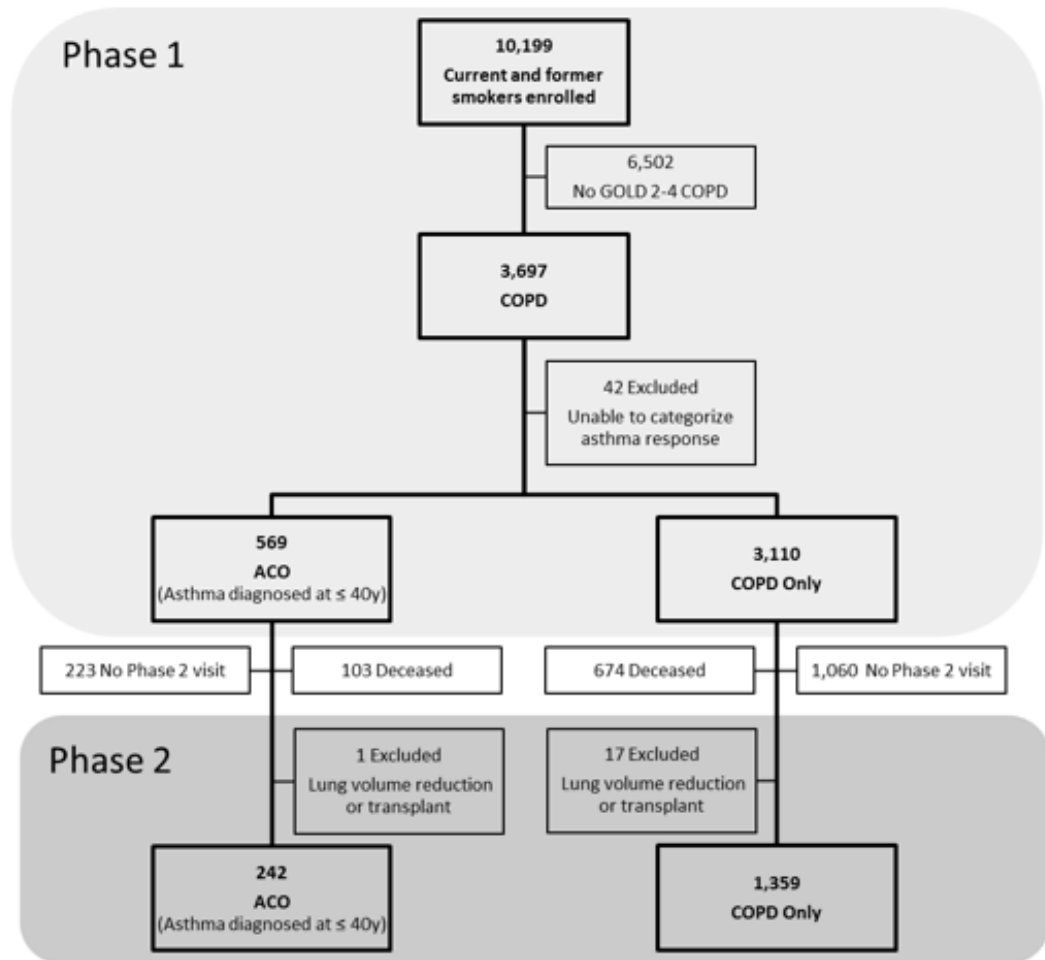 Phase 1
10,199
Current and former
smokers enrolled
6,502
No GOLD 2-4 COPD
3,697
COPD
42 Excluded
Unable to categorize
asthma response
569
ACO
(Asthma diagnosed at ≤ 40y)
3,110
COPD Only
223 No Phase 2 visit
103 Deceased
674 Deceased
1,060 No Phase 2 visit
Phase 2
1 Excluded
Lung volume reduction
or transplant
17 Excluded
Lung volume reduction
or transplant
242
ACO
(Asthma diagnosed at ≤ 40y)
1,359
COPD Only